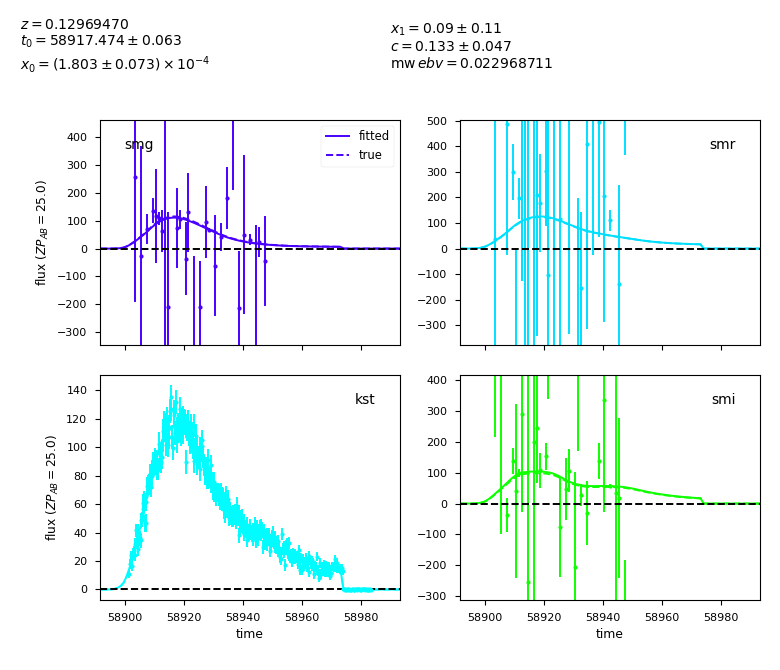 z = 0.12969470
t0 = 58917.474 ± 0.063
x0 = (1.803 ± 0.073) × 10^-4
x1 = 0.09 ± 0.11
c = 0.133 ± 0.047
mw ebv = 0.022968711
smg
fitted
true
400
300
200
100
0
−100
−200
−300
flux (ZP_AB = 25.0)
smr
500
400
300
200
100
0
−100
−200
−300
kst
140
120
100
80
60
40
20
0
flux (ZP_AB = 25.0)
58900 58920 58940 58960 58980
time
smi
400
300
200
100
0
−100
−200
−300
58900 58920 58940 58960 58980
time